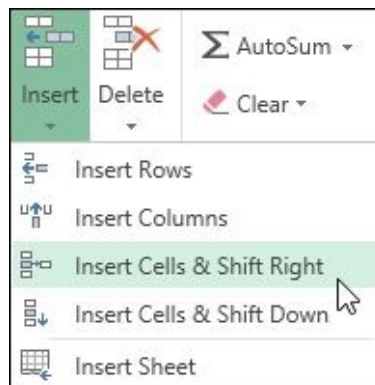 AutoSum
Insert Delete
Clear
Insert Rows
Insert Columns
Insert Cells & Shift Right
Insert Cells & Shift Down
Insert Sheet